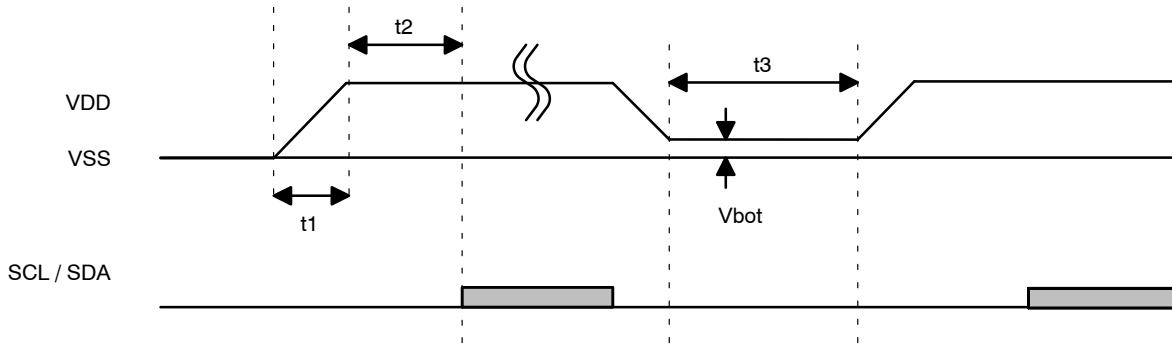 t2
t3
VDD
VSS
t1
Vbot
SCL / SDA